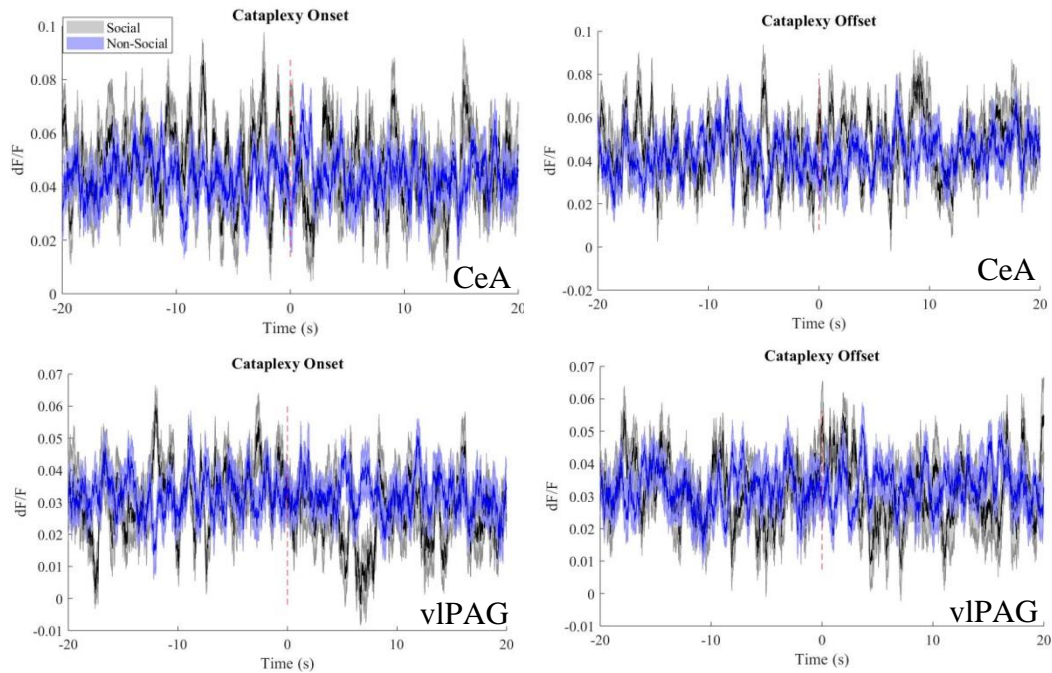 Cataplexy Onset
Social
Non-Social
0.1
0.08
0.06
0.04
0.02
0
dF/F
-20
-10
0
10
20
Time (s)
CeA
Cataplexy Offset
0.1
0.08
0.06
0.04
0.02
0
-0.02
dF/F
-20
-10
0
10
20
Time (s)
CeA
Cataplexy Onset
0.07
0.06
0.05
0.04
0.03
0.02
0.01
0
-0.01
dF/F
-20
-10
0
10
20
Time (s)
vlPAG
Cataplexy Offset
0.07
0.06
0.05
0.04
0.03
0.02
0.01
0
-0.01
dF/F
-20
-10
0
10
20
Time (s)
vlPAG